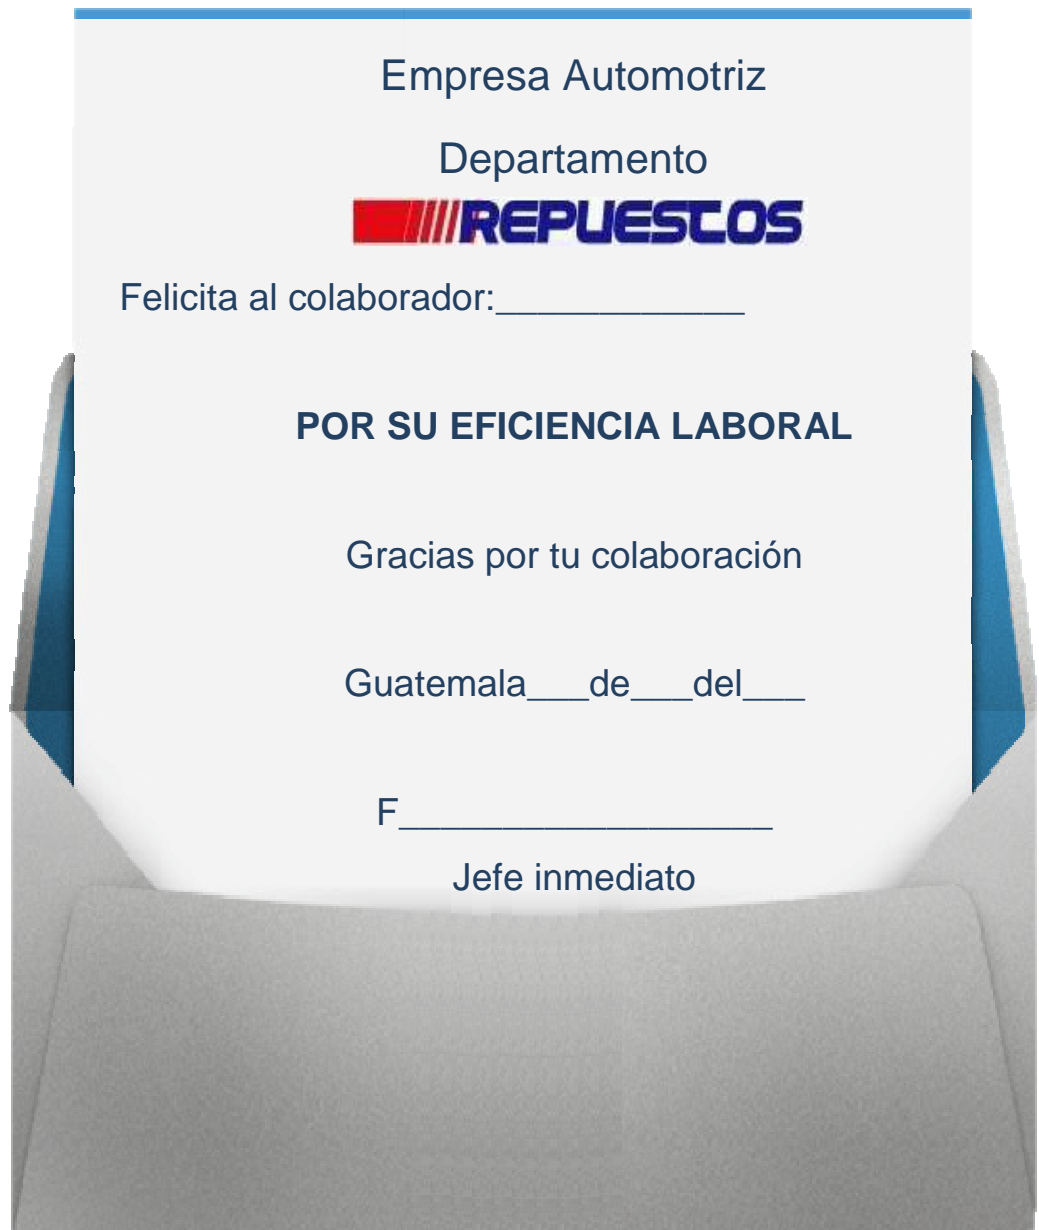 Empresa Automotriz
Departamento
REPUESTOS
Felicita al colaborador:____________
POR SU EFICIENCIA LABORAL
Gracias por tu colaboración
Guatemala___de___del___
F__________________
Jefe inmediato